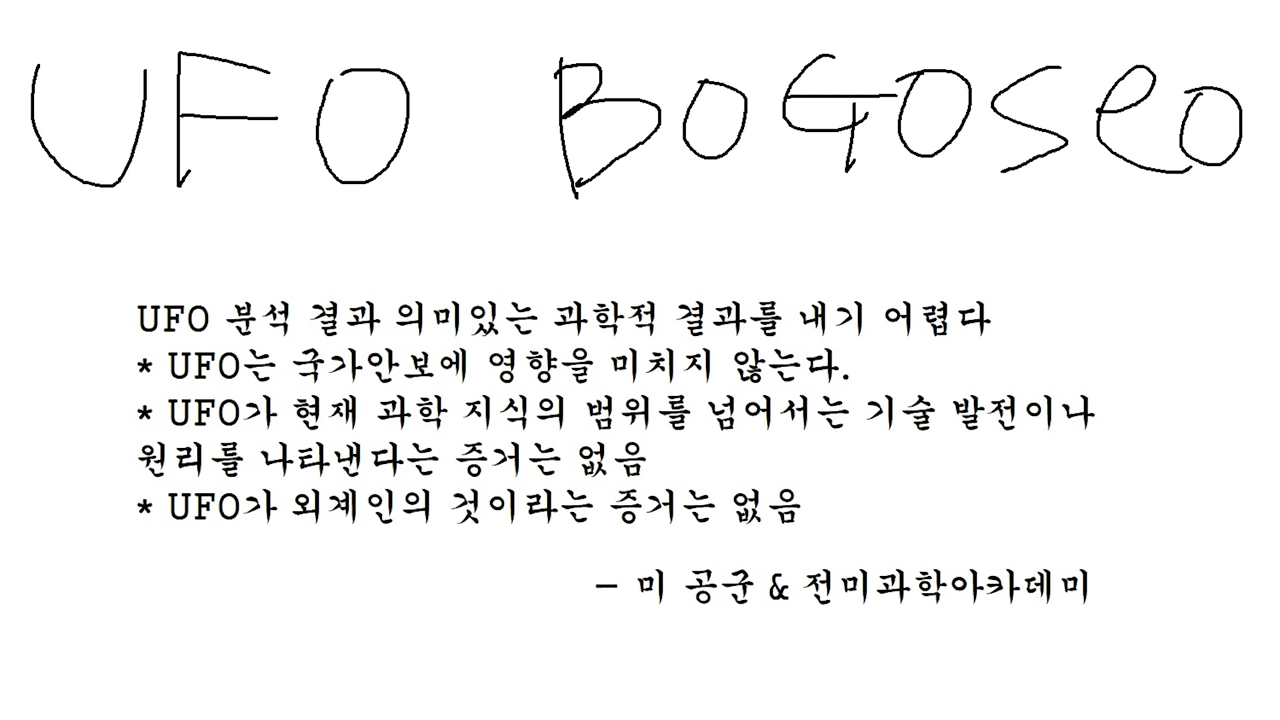 UFO BOGOSeO
UFO 분석 결과 의미있는 과학적 결과를 내기 어렵다
* UFO는 국가안보에 영향을 미치지 않는다.
* UFO가 현재 과학 지식의 범위를 넘어서는 기술 발전이나
원리를 나타낸다는 증거는 없음
* UFO가 외계인의 것이라는 증거는 없음
- 미 공군 & 전미과학아카데미